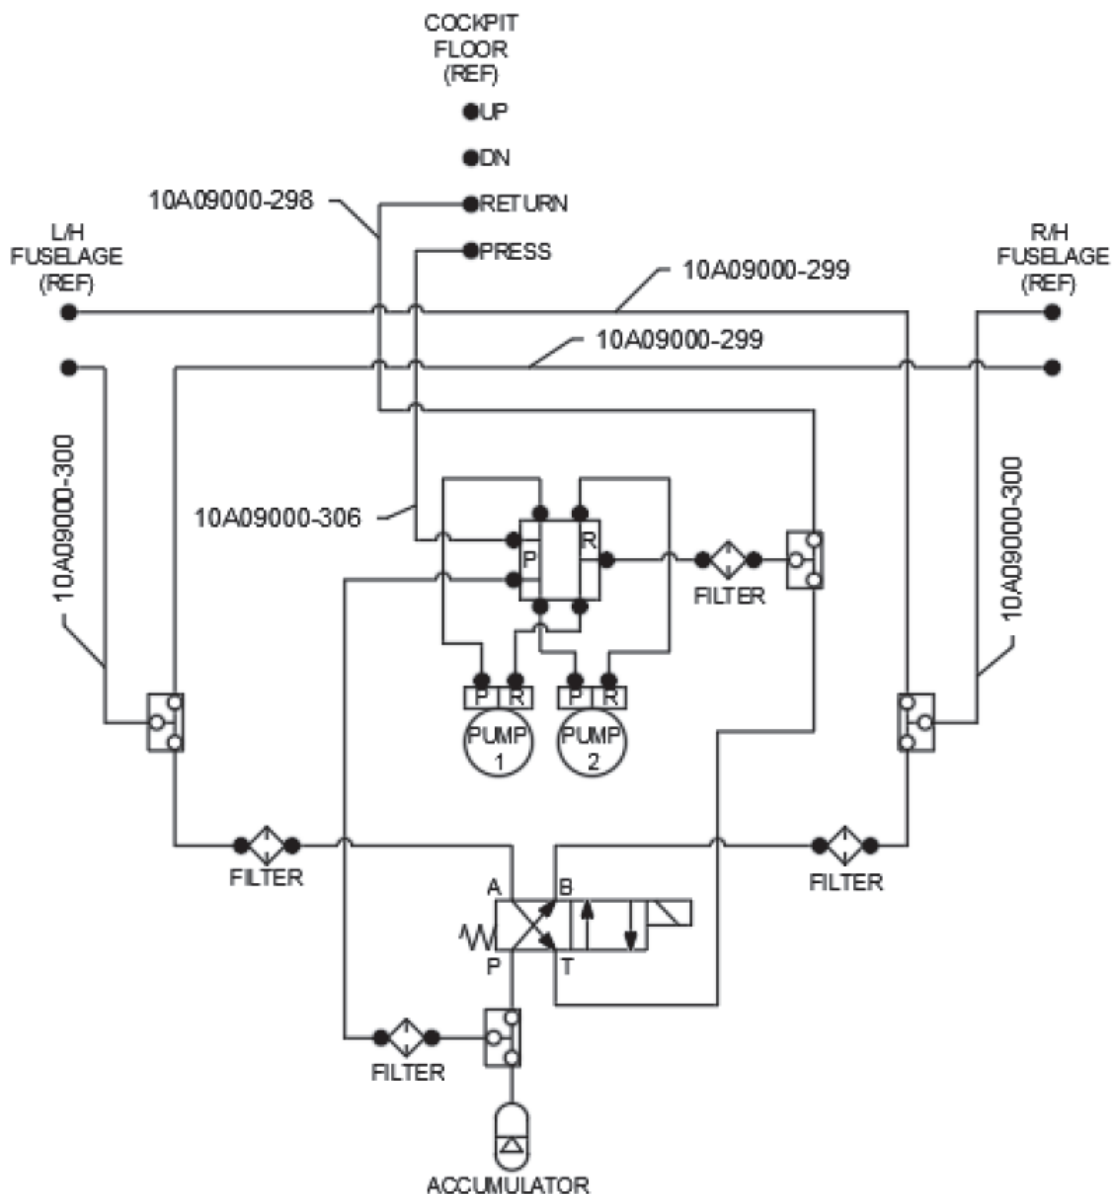 COCKPIT
FLOOR
(REF)
UP
DN
10A09000-298
RETURN
L/H
FUSELAGE
(REF)
PRESS
R/H
FUSELAGE
(REF)
10A09000-299
10A09000-299
10A09000-300
10A09000-306
P
R
FILTER
10A09000-300
P
R
P
R
PUMP
1
PUMP
2
FILTER
FILTER
A
B
P
T
FILTER
ACCUMULATOR